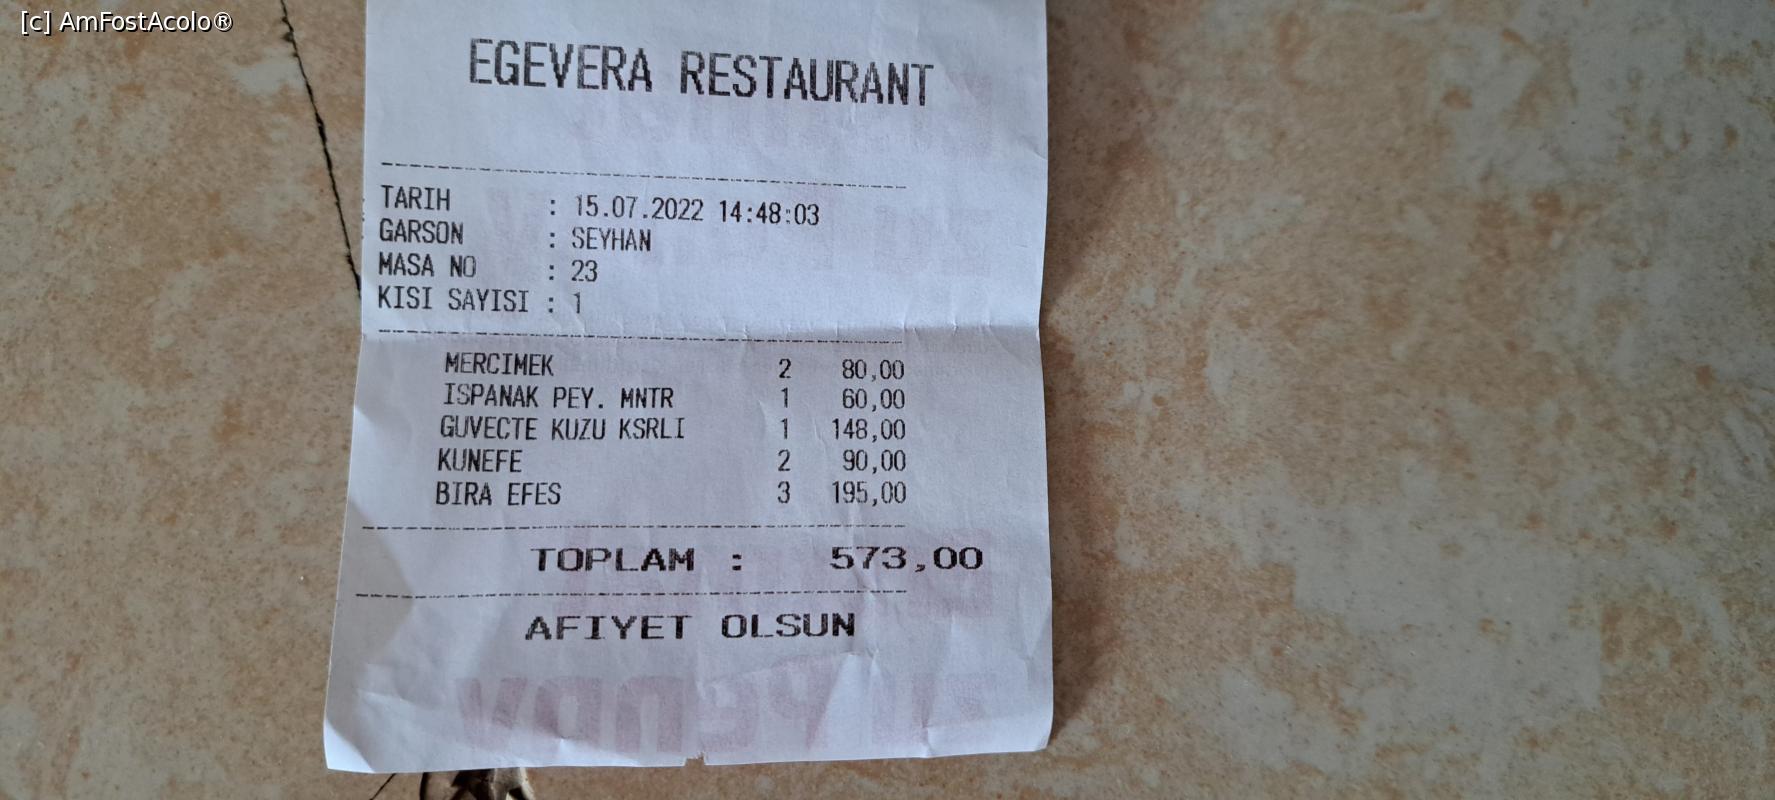 [c] AmFostAcolo®
EGEVERA RESTAURANT
TARIH : 15.07.2022 14:48:03
GARSON : SEYHAN
MASA NO : 23
KISI SAYISI : 1
MERCIMEK 2 80,00
ISPANAK PEY. MNTR 1 60,00
GUVECTE KUZU KSRLI 1 148,00
KUNEFE 2 90,00
BIRA EFES 3 195,00
TOPLAM : 573,00
AFIYET OLSUN